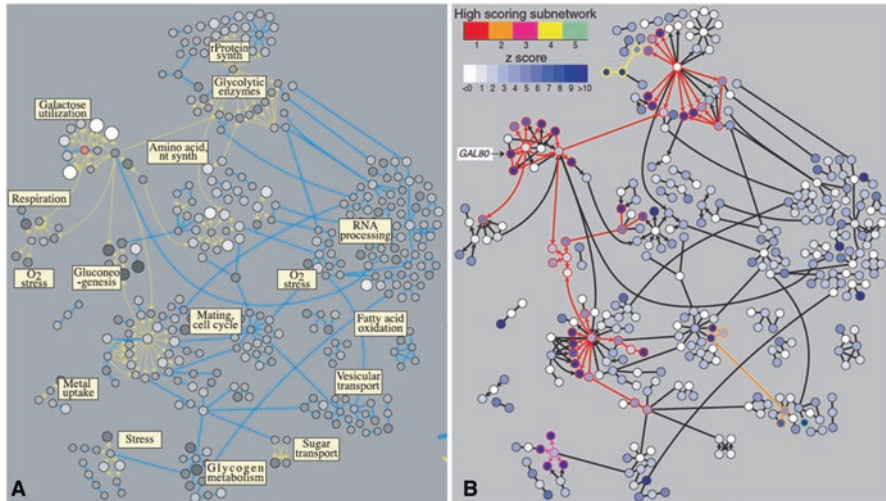 rProtein
synth
Glycolytic
enzymes
Galactose
utilization
Amino acid,
nt synth
Respiration
RNA
processing
O2
stress
Gluconeo
-genesis
O2
stress
Mating,
cell cycle
Fatty acid
oxidation
Metal
uptake
Vesicular
transport
Stress
Sugar
transport
Glycogen
metabolism
A
High scoring subnetwork
1 2 3 4 5
z score
<0 1 2 3 4 5 6 7 8 9 >10
GAL80
B